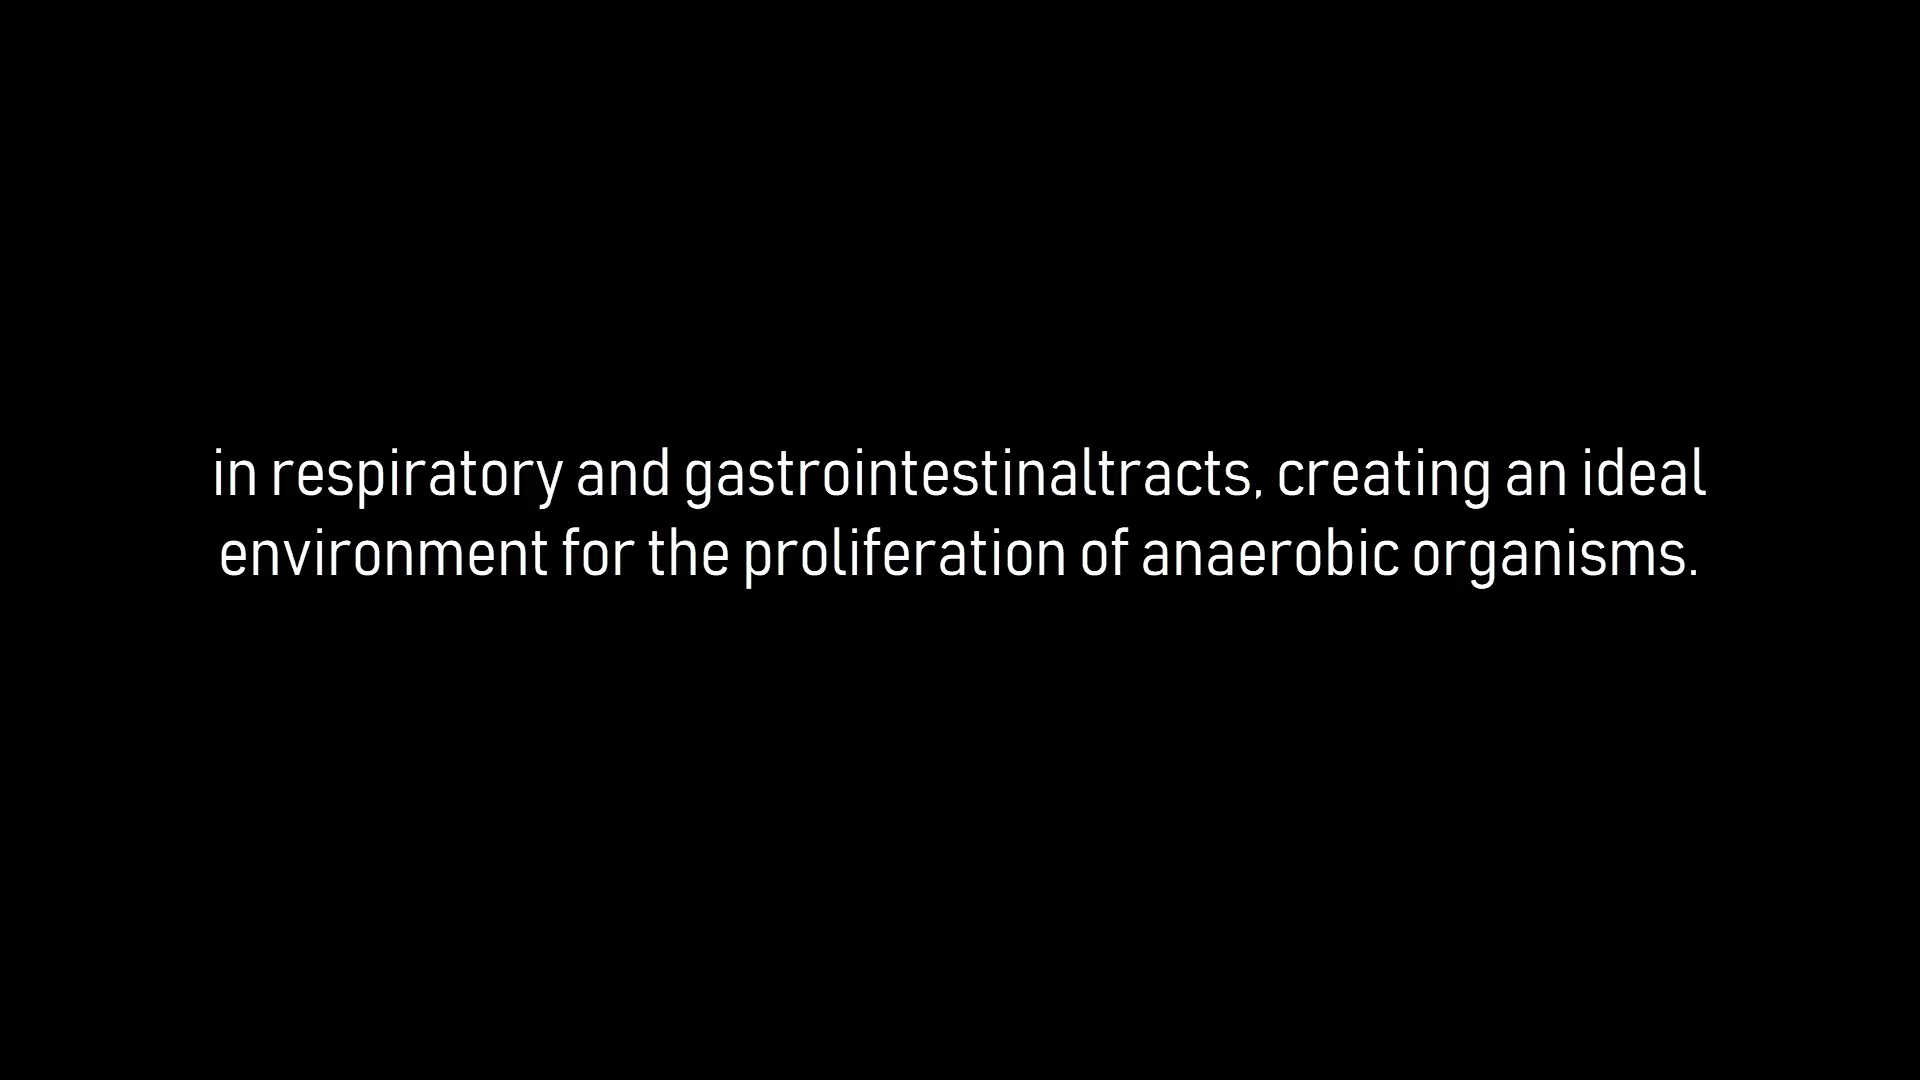 in respiratory and gastrointestinaltracts, creating an ideal
environment for the proliferation of anaerobic organisms.